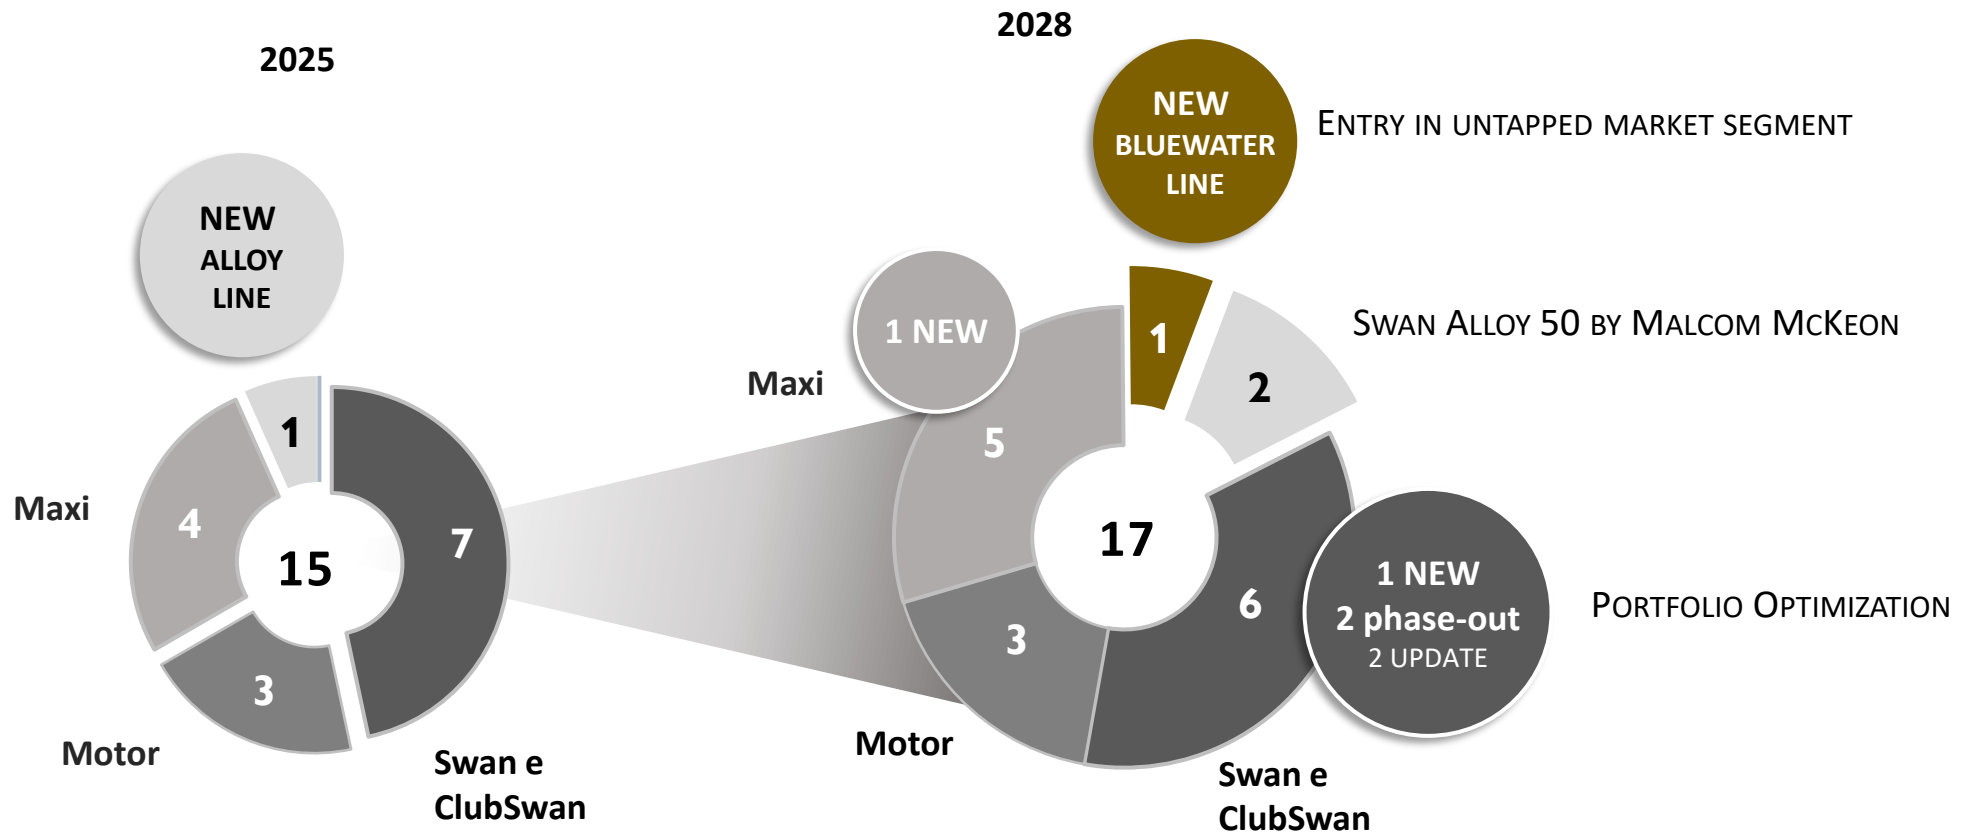 2025
NEW
ALLOY
LINE
1
Maxi
4
7
15
3
Motor
Swan e
ClubSwan
2028
NEW
BLUEWATER
LINE
ENTRY IN UNTAPPED MARKET SEGMENT
1 NEW
1
SWAN ALLOY 50 BY MALCOM MCKEON
2
Maxi
5
17
6
1 NEW
2 phase-out
2 UPDATE
PORTFOLIO OPTIMIZATION
3
Motor
Swan e
ClubSwan